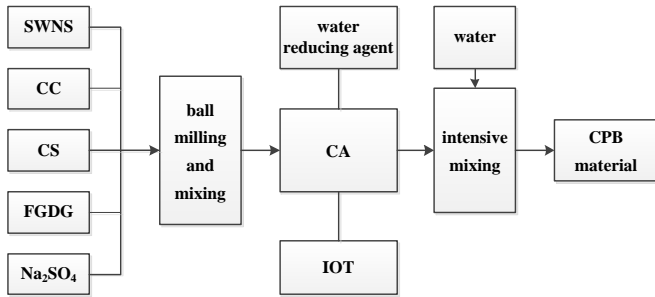 SWNS
CC
CS
FGDG
Na₂SO₄
ball
milling
and
mixing
water
reducing agent
CA
IOT
water
intensive
mixing
CPB
material